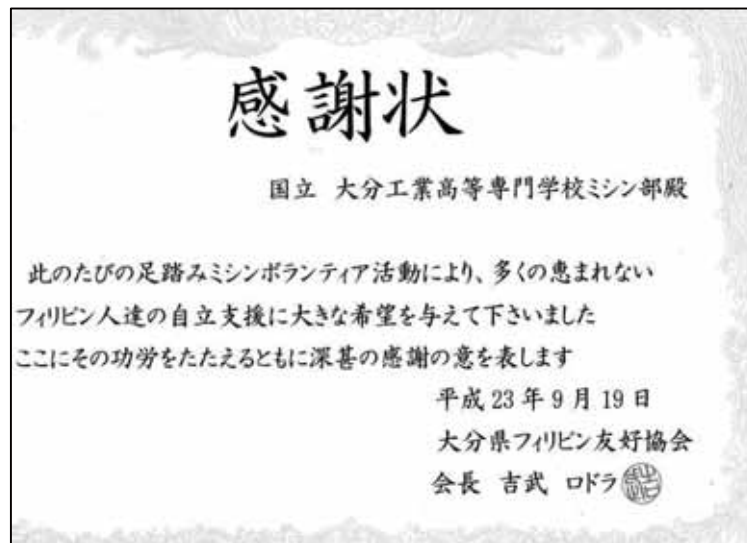 感謝状
国立 大分工業高等専門学校ミシン部殿
此のたびの足踏みミシンボランティア活動により、多くの恵まれない
フィリピン人達の自立支援に大きな希望を与えて下さいました
ここにその功労をたたえるともに深甚の感謝の意を表します
平成23年9月19日
大分県フィリピン友好協会
会長 吉武 ロドラ